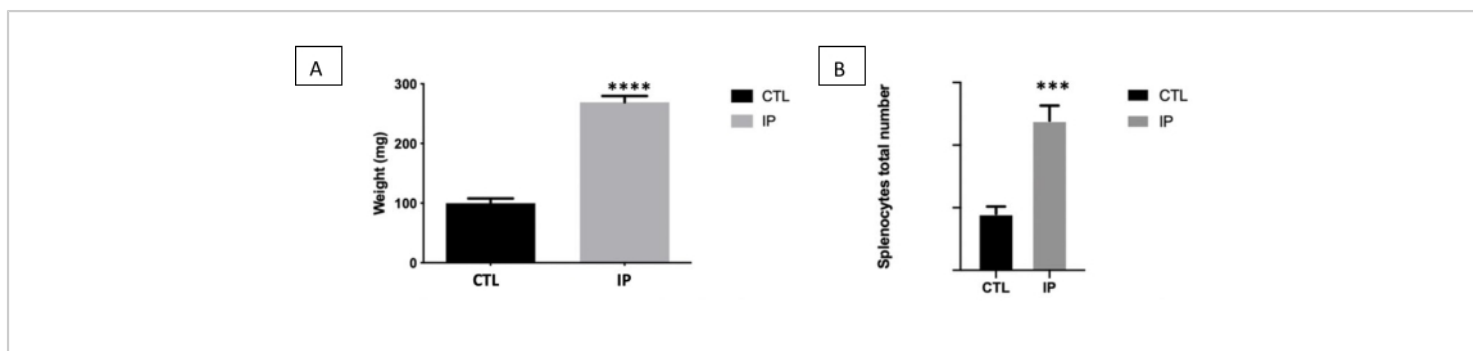 A
Weight (mg)
300
200
100
0
****
CTL
IP
CTL
IP
B
Splenocytes total number
***
CTL
IP
CTL
IP